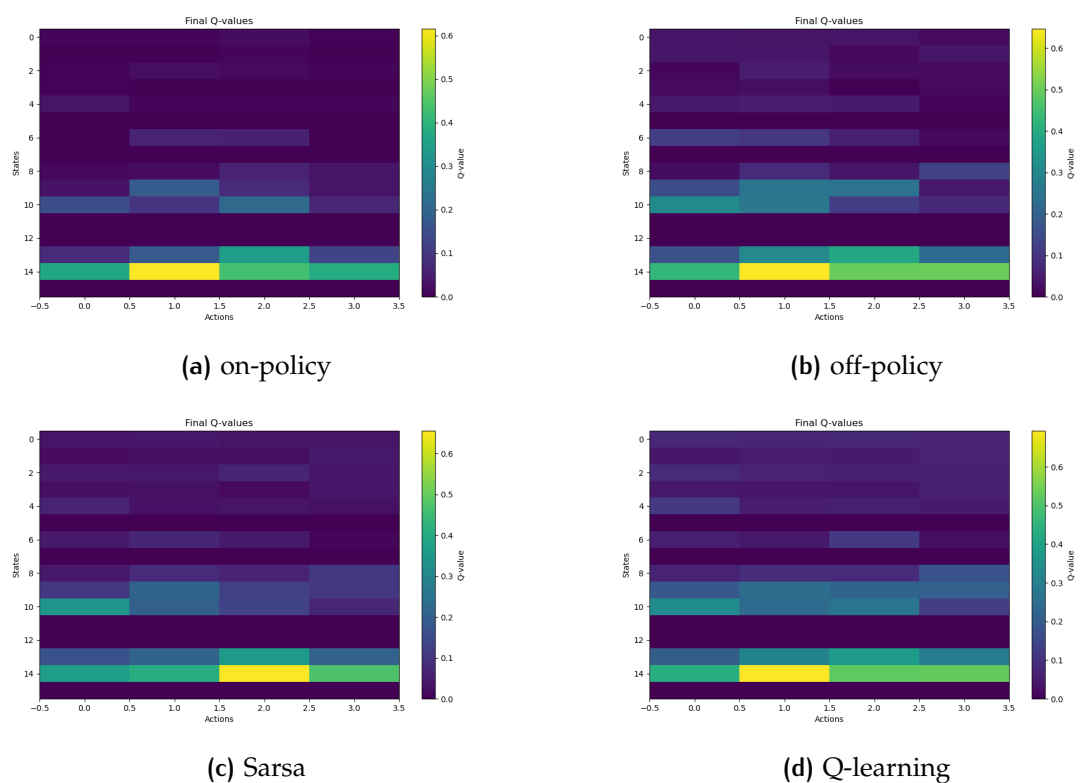 Final Q-values
0
2
4
6
8
10
12
14
States
−0.5 0.0 0.5 1.0 1.5 2.0 2.5 3.0 3.5
Actions
0.6
0.5
0.4
0.3
0.2
0.1
0.0
Q-value
(a) on-policy
Final Q-values
0
2
4
6
8
10
12
14
States
−0.5 0.0 0.5 1.0 1.5 2.0 2.5 3.0 3.5
Actions
0.6
0.5
0.4
0.3
0.2
0.1
0.0
Q-value
(b) off-policy
Final Q-values
0
2
4
6
8
10
12
14
States
−0.5 0.0 0.5 1.0 1.5 2.0 2.5 3.0 3.5
Actions
0.6
0.5
0.4
0.3
0.2
0.1
0.0
Q-value
(c) Sarsa
Final Q-values
0
2
4
6
8
10
12
14
States
−0.5 0.0 0.5 1.0 1.5 2.0 2.5 3.0 3.5
Actions
0.6
0.5
0.4
0.3
0.2
0.1
0.0
Q-value
(d) Q-learning